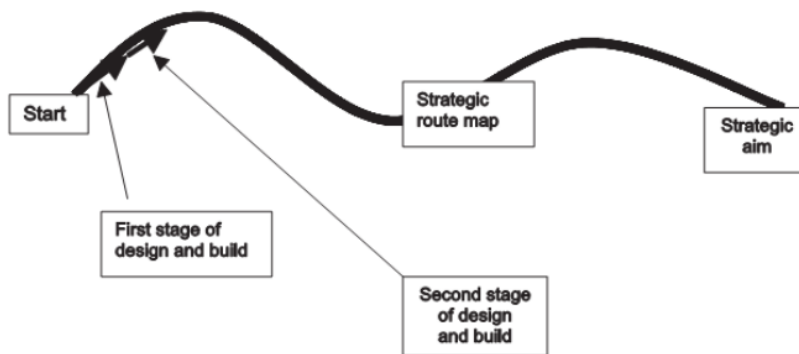 Start
Strategic
route map
Strategic
aim
First stage of
design and build
Second stage
of design
and build